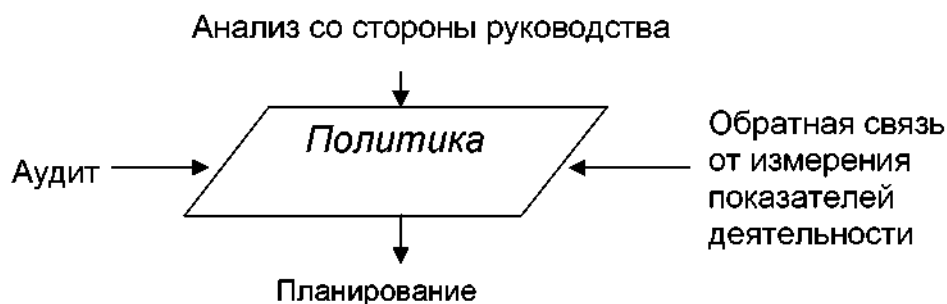 Анализ со стороны руководства
Политика
Аудит
Обратная связь
от измерения
показателей
деятельности
Планирование